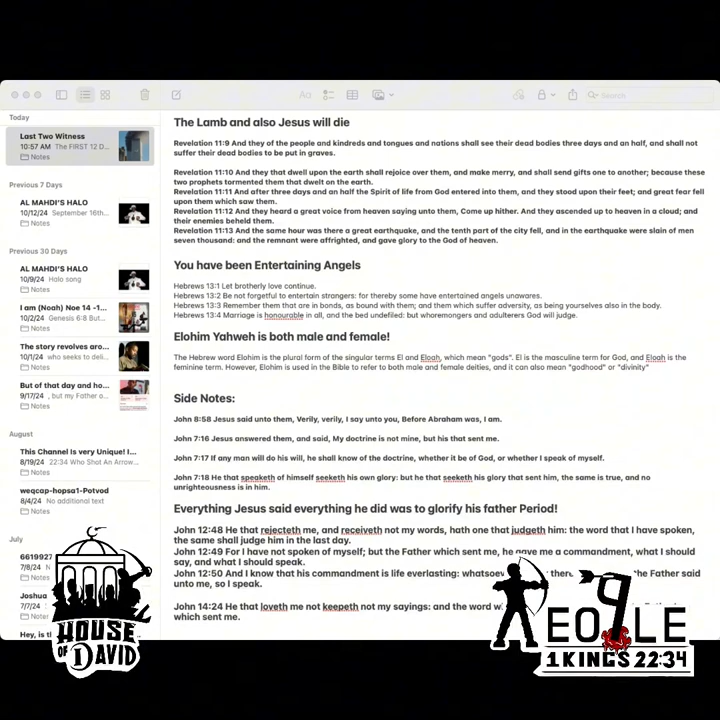 Aa
Search
Today
Last Two Witness
10:57 AM The FIRST 12 D...
Notes
Previous 7 Days
AL MAHDI'S HALO
10/12/24 September 16th...
Notes
Previous 30 Days
AL MAHDI'S HALO
10/9/24 Halo song
Notes
I am (Noah) Noe 14 -1...
10/2/24 Genesis 6:8 But...
Notes
The story revolves aro...
10/1/24 who seeks to deli...
Notes
But of that day and ho...
9/17/24 , but my Father o...
Notes
August
This Channel Is very Unique! I...
8/19/24 22:34 Who Shot An Arrow...
Notes
weqcap-hopsa1-Potvod
8/4/24 No additional text
Notes
July
6619927
7/8/24 N
Joshua
7/7/24
Hey, is th
The Lamb and also Jesus will die
Revelation 11:9 And they of the people and kindreds and tongues and nations shall see their dead bodies three days and an half, and shall not
suffer their dead bodies to be put in graves.
Revelation 11:10 And they that dwell upon the earth shall rejoice over them, and make merry, and shall send gifts one to another; because these
two prophets tormented them that dwelt on the earth.
Revelation 11:11 And after three days and an half the Spirit of life from God entered into them, and they stood upon their feet; and great fear fell
upon them which saw them.
Revelation 11:12 And they heard a great voice from heaven saying unto them, Come up hither. And they ascended up to heaven in a cloud; and
their enemies beheld them.
Revelation 11:13 And the same hour was there a great earthquake, and the tenth part of the city fell, and in the earthquake were slain of men
seven thousand: and the remnant were affrighted, and gave glory to the God of heaven.
You have been Entertaining Angels
Hebrews 13:1 Let brotherly love continue.
Hebrews 13:2 Be not forgetful to entertain strangers: for thereby some have entertained angels unawares.
Hebrews 13:3 Remember them that are in bonds, as bound with them; and them which suffer adversity, as being yourselves also in the body.
Hebrews 13:4 Marriage is honourable in all, and the bed undefiled: but whoremongers and adulterers God will judge.
Elohim Yahweh is both male and female!
The Hebrew word Elohim is the plural form of the singular terms El and Eloah, which mean "gods". El is the masculine term for God, and Eloah is the
feminine term. However, Elohim is used in the Bible to refer to both male and female deities, and it can also mean "godhood" or "divinity"
Side Notes:
John 8:58 Jesus said unto them, Verily, verily, I say unto you, Before Abraham was, I am.
John 7:16 Jesus answered them, and said, My doctrine is not mine, but his that sent me.
John 7:17 If any man will do his will, he shall know of the doctrine, whether it be of God, or whether I speak of myself.
John 7:18 He that speaketh of himself seeketh his own glory: but he that seeketh his glory that sent him, the same is true, and no
unrighteousness is in him.
Everything Jesus said everything he did was to glorify his father Period!
John 12:48 He that rejecteth me, and receiveth not my words, hath one that judgeth him: the word that I have spoken,
the same shall judge him in the last day.
John 12:49 For I have not spoken of myself; but the Father which sent me, he gave me a commandment, what I should
say, and what I should speak.
John 12:50 And I know that his commandment is life everlasting: whatsoev ther the Father said
unto me, so I speak.
John 14:24 He that loveth me not keepeth not my sayings: and the word w
which sent me.
HOUSE
OF DAVID
EOPLE
1 KINGS 22:34